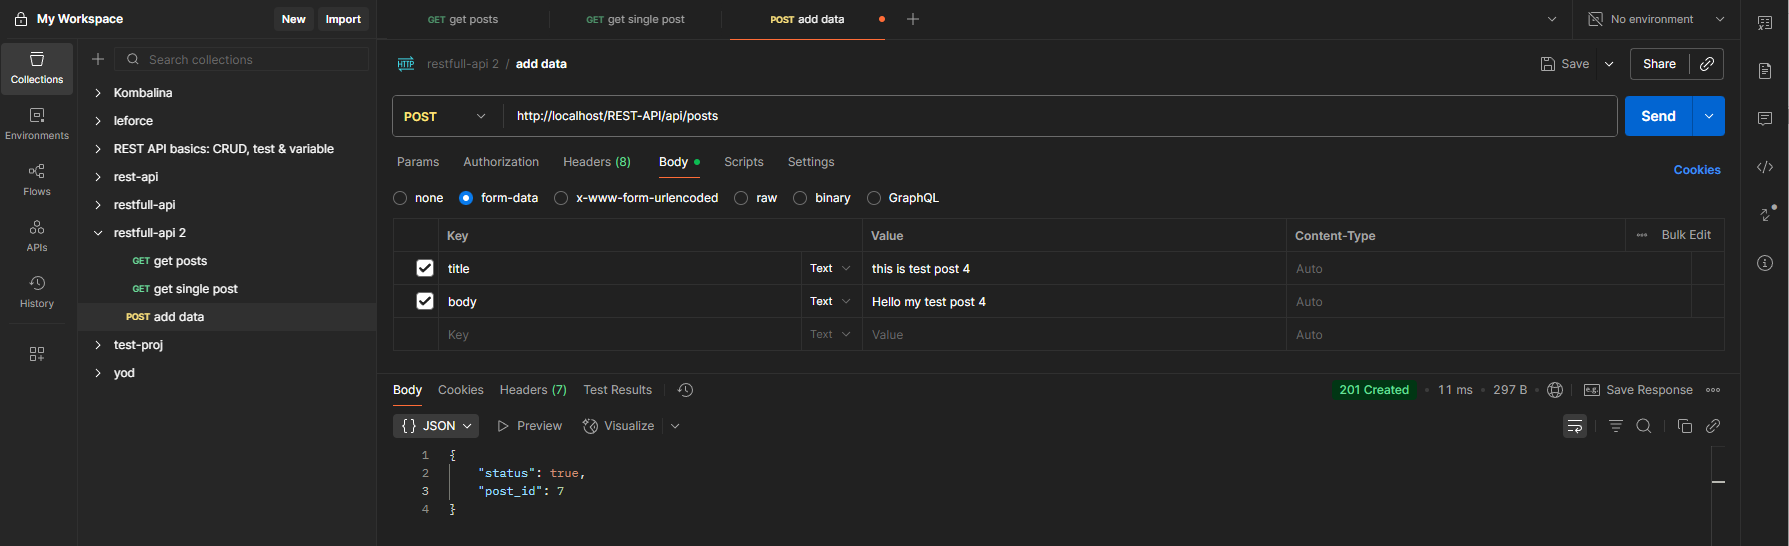 My Workspace
New
Import
GET get posts
GET get single post
POST add data
No environment
Collections
Environments
Flows
APIs
History
Search collections
Kombalina
leforce
REST API basics: CRUD, test & variable
rest-api
restfull-api
restfull-api 2
GET get posts
GET get single post
POST add data
test-proj
yod
HTTP restfull-api 2 / add data
Save
Share
POST http://localhost/REST-API/api/posts
Send
Params Authorization Headers (8) Body Scripts Settings
Cookies
none form-data x-www-form-urlencoded raw binary GraphQL
Key Value Content-Type Bulk Edit
title Text this is test post 4 Auto
body Text Hello my test post 4 Auto
Key Text Value Auto
Body Cookies Headers (7) Test Results
201 Created 11 ms 297 B e.g. Save Response
{} JSON Preview Visualize
1 {
2 "status": true,
3 "post_id": 7
4 }